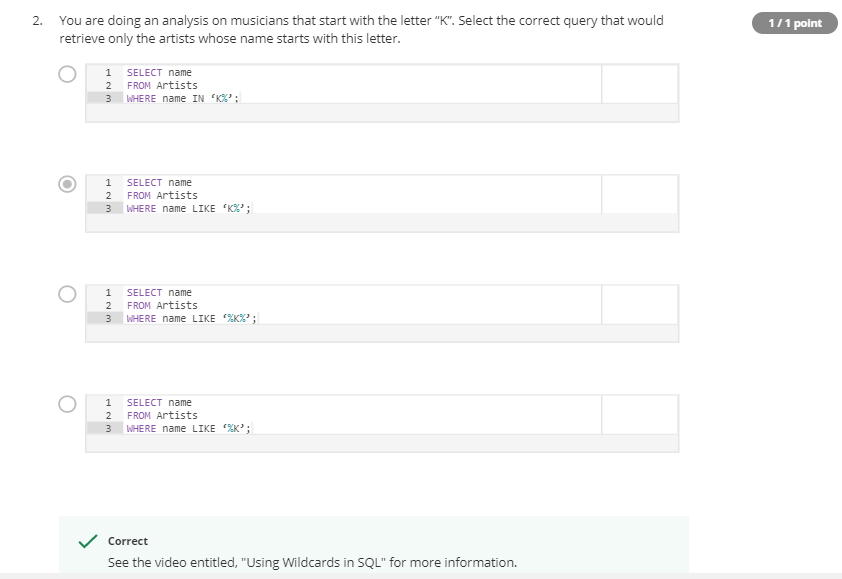 2. You are doing an analysis on musicians that start with the letter “K”. Select the correct query that would
1 / 1 point
retrieve only the artists whose name starts with this letter.
1 SELECT name
2 FROM Artists
3 WHERE name IN ‘K%’;
1 SELECT name
2 FROM Artists
3 WHERE name LIKE ‘K%’;
1 SELECT name
2 FROM Artists
3 WHERE name LIKE ‘%K%’;
1 SELECT name
2 FROM Artists
3 WHERE name LIKE ‘%K’;
Correct
See the video entitled, "Using Wildcards in SQL" for more information.